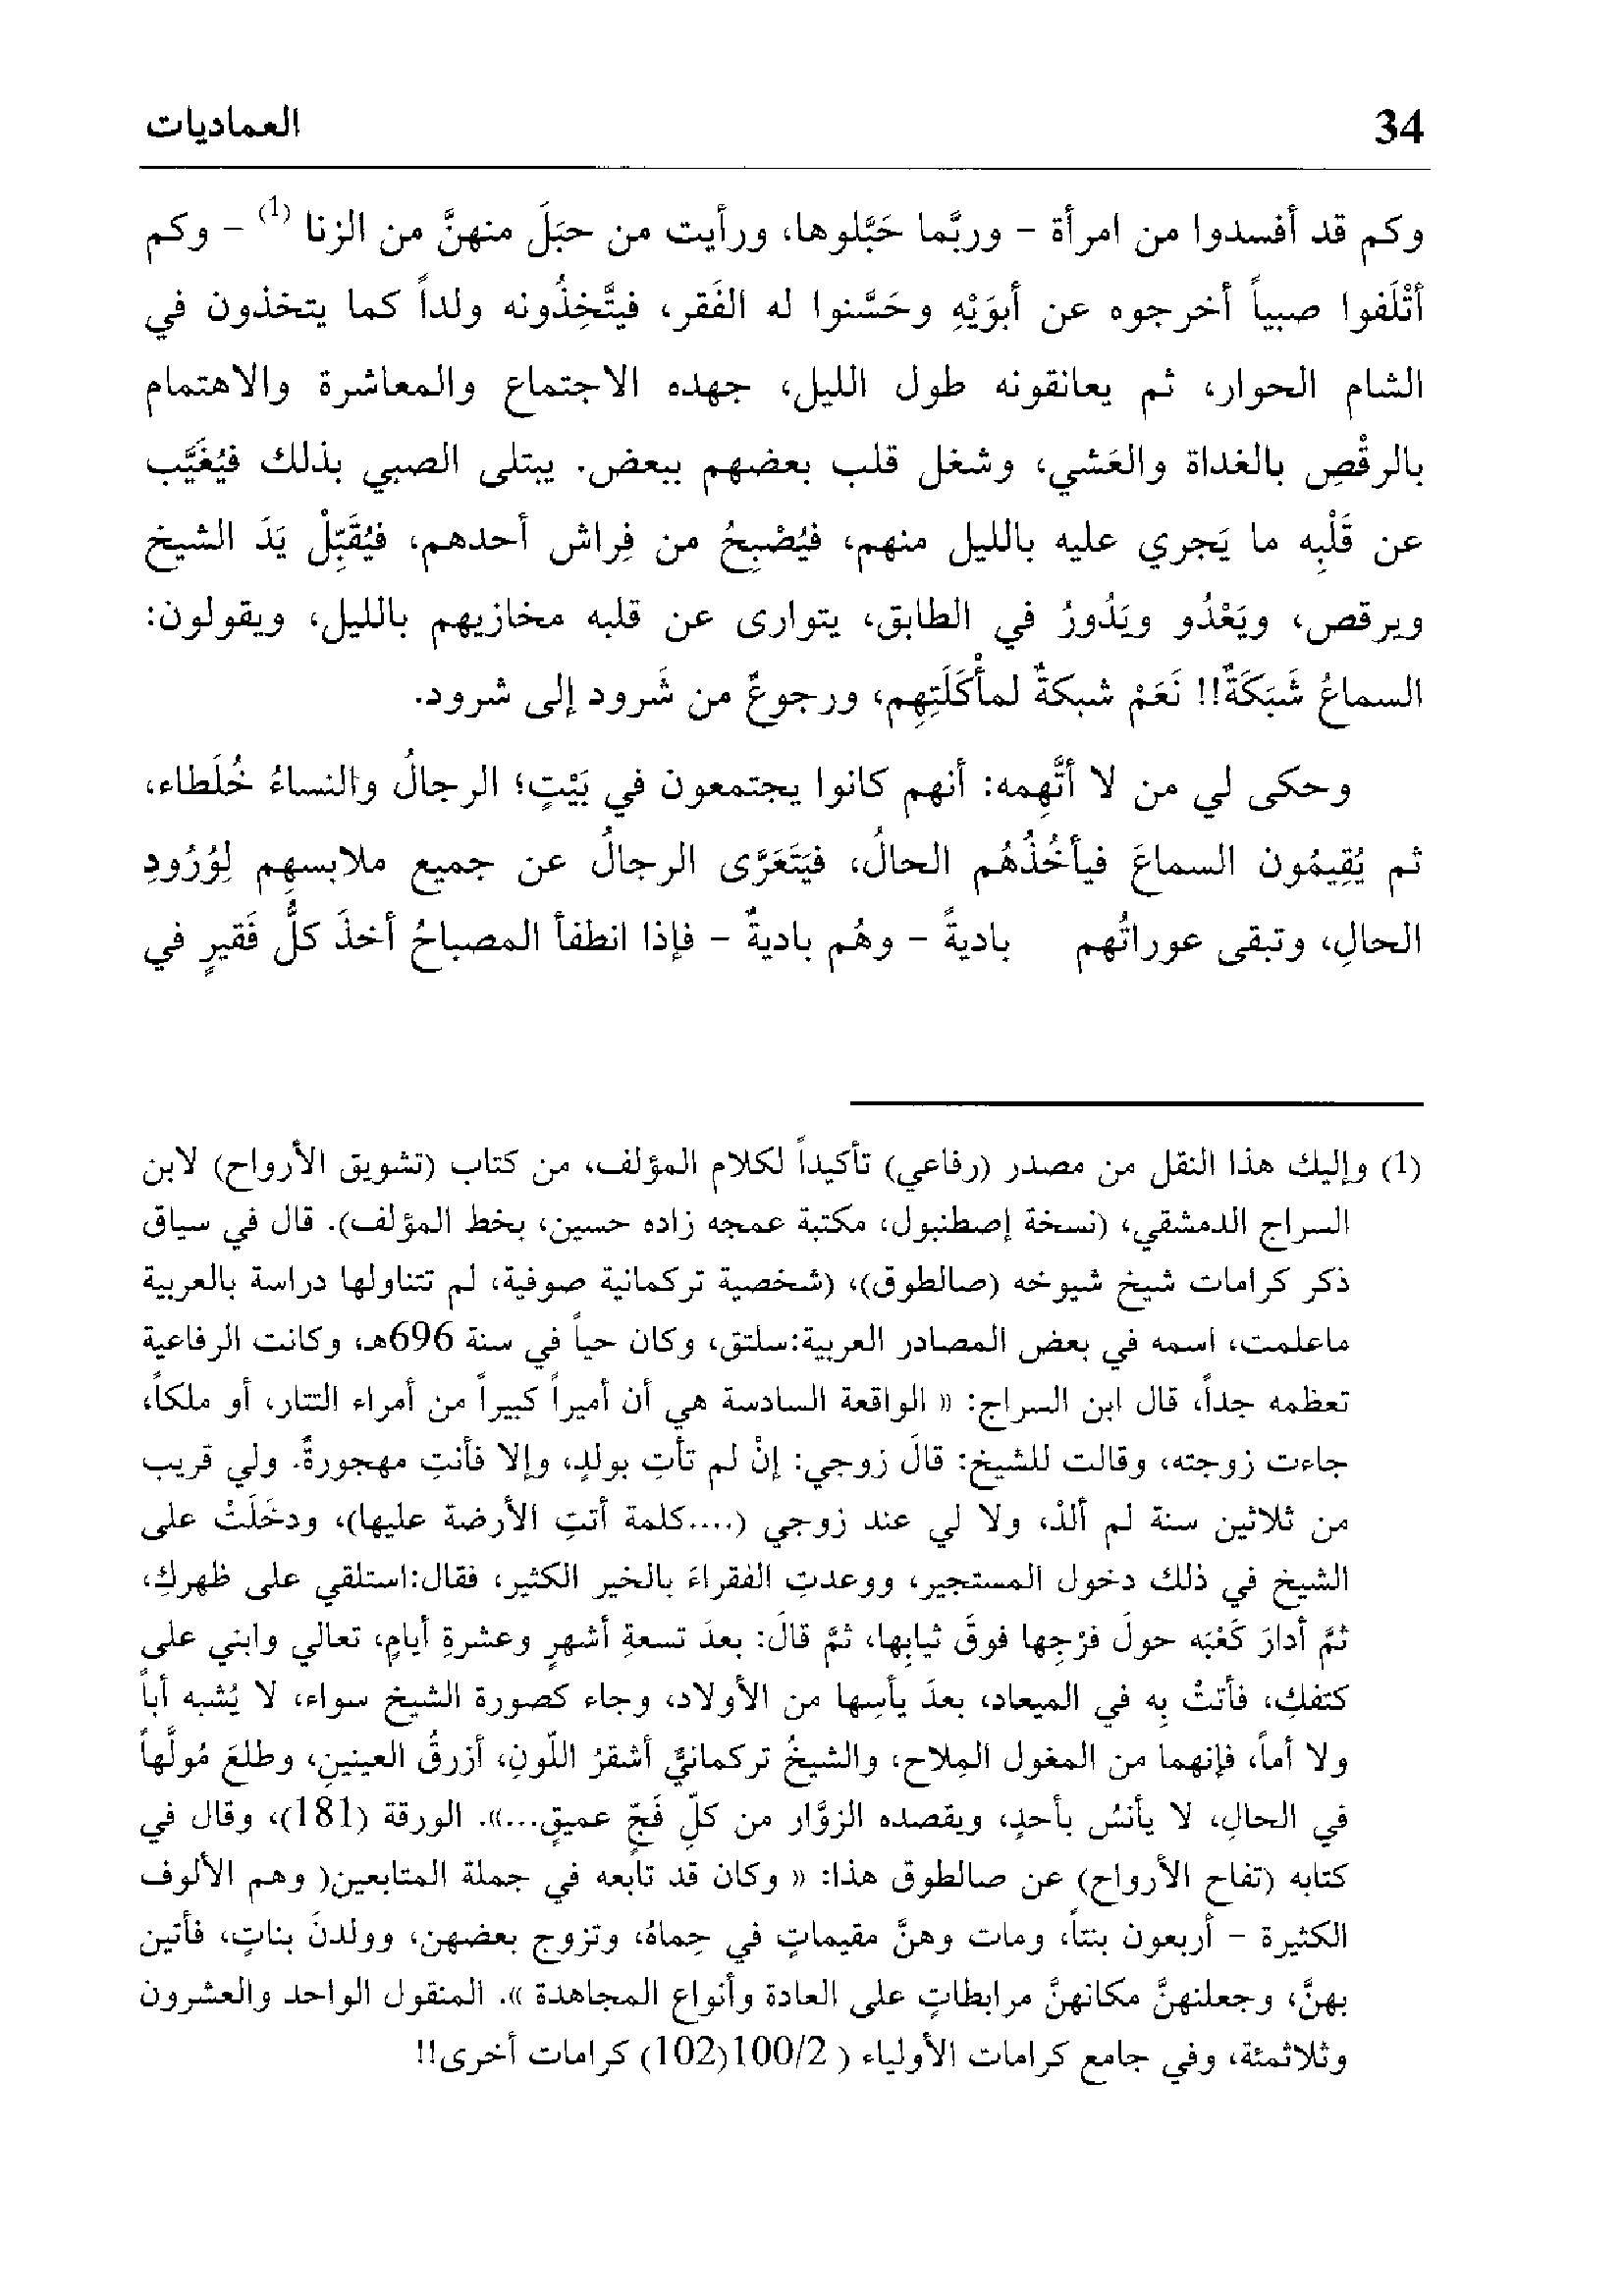 34
العماديات
وكم قد أفسدوا من امرأة – وربَّما حَبَّلوها، ورأيت من حبَلَ منهنَّ من الزنا (1) – وكم
أتْلَفوا صبياً أخرجوه عن أبوَيْهِ وحَسَّنوا له الفَقر، فيتَّخِذُونه ولداً كما يتخذون في
الشام الحوار، ثم يعانقونه طول الليل، جهده الاجتماع والمعاشرة والاهتمام
بالرقْصِ بالغداة والعَشي، وشغل قلب بعضهم ببعض. يبتلى الصبي بذلك فيُغَيَّب
عن قَلْبِه ما يَجري عليه بالليل منهم، فيُصْبِحُ من فِراش أحدهم، فيُقَبِّلْ يَدَ الشيخ
ويرقص، ويَعْدُو ويَدُورُ في الطابق، يتوارى عن قلبه مخازيهم بالليل، ويقولون:
السماعُ شَبَكَةٌ!! نَعَمْ شبكةٌ لمأْكَلَتِهِم، ورجوعٌ من شَرود إلى شرود.
وحكى لي من لا أتَّهِمه: أنهم كانوا يجتمعون في بَيْتٍ؛ الرجالُ والنساءُ خُلَطاء،
ثم يُقِيمُون السماعَ فيأخُذُهُم الحالُ، فيَتَعَرَّى الرجالُ عن جميع ملابسهِم لِوُرُودِ
الحالِ، وتبقى عوراتُهم باديةً – وهُم باديةٌ – فإذا انطفأ المصباحُ أخذَ كلُّ فَقيرٍ في
(1) وإليك هذا النقل من مصدر (رفاعي) تأكيداً لكلام المؤلف، من كتاب (تشويق الأرواح) لابن
السراج الدمشقي، (نسخة إصطنبول، مكتبة عمجه زاده حسين، بخط المؤلف). قال في سياق
ذكر كرامات شيخ شيوخه (صالطوق)، (شخصية تركمانية صوفية، لم تتناولها دراسة بالعربية
ماعلمت، اسمه في بعض المصادر العربية:سلتق، وكان حياً في سنة 696هـ، وكانت الرفاعية
تعظمه جداً، قال ابن السراج: « الواقعة السادسة هي أن أميراً كبيراً من أمراء التتار، أو ملكاً،
جاءت زوجته، وقالت للشيخ: قالَ زوجي: إنْ لم تأتِ بولدٍ، وإلا فأنتِ مهجورةٌ. ولي قريب
من ثلاثين سنة لم ألدْ، ولا لي عند زوجي (....كلمة أتتِ الأرضة عليها)، ودخَلَتْ على
الشيخ في ذلك دخول المستجير، ووعدتِ الفقراءَ بالخير الكثير، فقال:استلقي على ظهركِ،
ثمَّ أدارَ كَعْبَه حولَ فرْجِها فوقَ ثيابِها، ثمَّ قالَ: بعدَ تسعةِ أشهرٍ وعشرةِ أيامٍ، تعالي وابني على
كتفكِ، فأتتْ بِه في الميعاد، بعدَ يأسِها من الأولاد، وجاء كصورة الشيخ سواء، لا يُشبه أباً
ولا أماً، فإنهما من المغول المِلاح، والشيخُ تركمانيٌّ أشقرُ اللّونِ، أزرقُ العينينِ، وطلعَ مُولَّهاً
في الحالِ، لا يأنسُ بأحدٍ، ويقصده الزوَّار من كلّ فَجّ عميقٍ...». الورقة (181)، وقال في
كتابه (تفاح الأرواح) عن صالطوق هذا: « وكان قد تابعه في جملة المتابعين( وهم الألوف
الكثيرة – أربعون بنتاً، ومات وهنَّ مقيماتٍ في حِماهُ، وتزوج بعضهن، وولدنَ بناتٍ، فأتين
بهنَّ، وجعلنهنَّ مكانهنَّ مرابطاتٍ على العادة وأنواع المجاهدة ». المنقول الواحد والعشرون
وثلاثمئة، وفي جامع كرامات الأولياء ( 100/2(102) كرامات أخرى!!